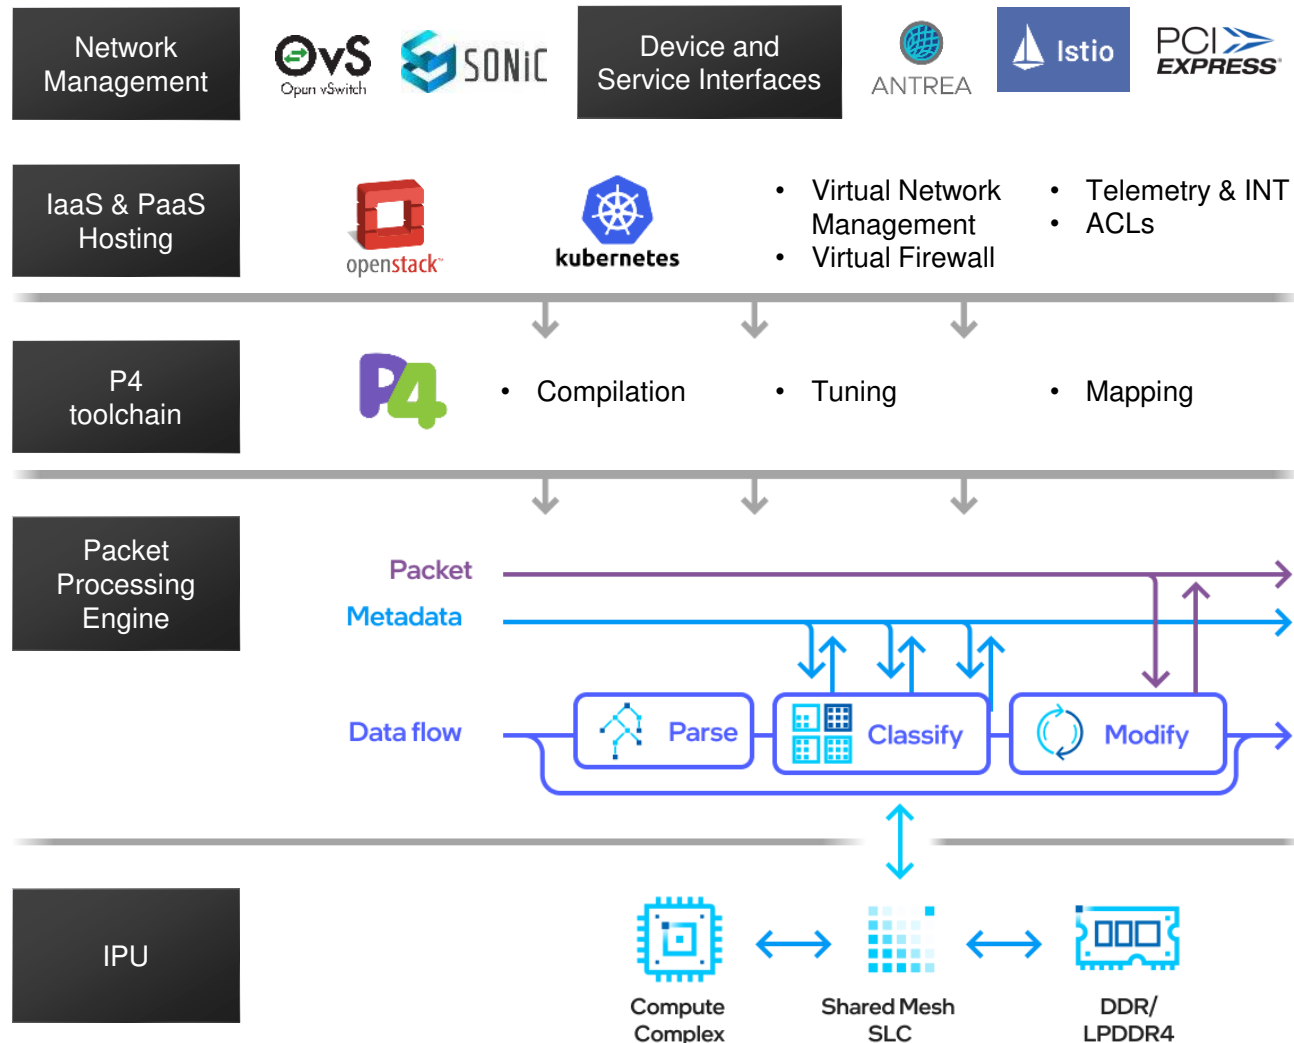 Network
Management
OvS
Open vSwitch
SONiC
Device and
Service Interfaces
ANTREA
Istio
PCI
EXPRESS®
IaaS & PaaS
Hosting
openstack™
kubernetes
• Virtual Network
Management
• Virtual Firewall
• Telemetry & INT
• ACLs
P4
toolchain
P4
• Compilation
• Tuning
• Mapping
Packet
Processing
Engine
Packet
Metadata
Data flow
Parse
Classify
Modify
IPU
Compute
Complex
Shared Mesh
SLC
DDR/
LPDDR4